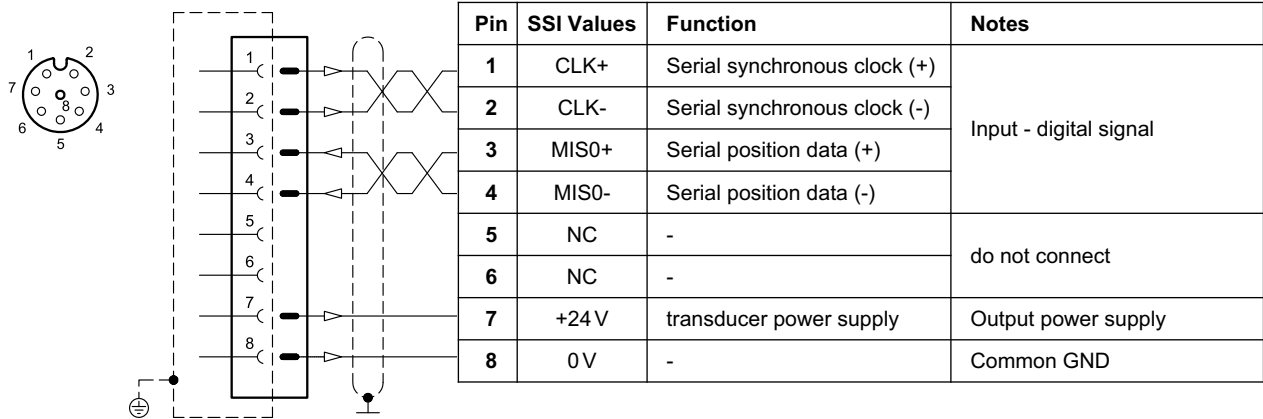 1 2
7 8 3
6 4
5
1
2
3
4
5
6
7
8
Pin SSI Values Function Notes
1 CLK+ Serial synchronous clock (+) Input - digital signal
2 CLK- Serial synchronous clock (-)
3 MIS0+ Serial position data (+)
4 MIS0- Serial position data (-)
5 NC - do not connect
6 NC -
7 +24 V transducer power supply Output power supply
8 0 V - Common GND